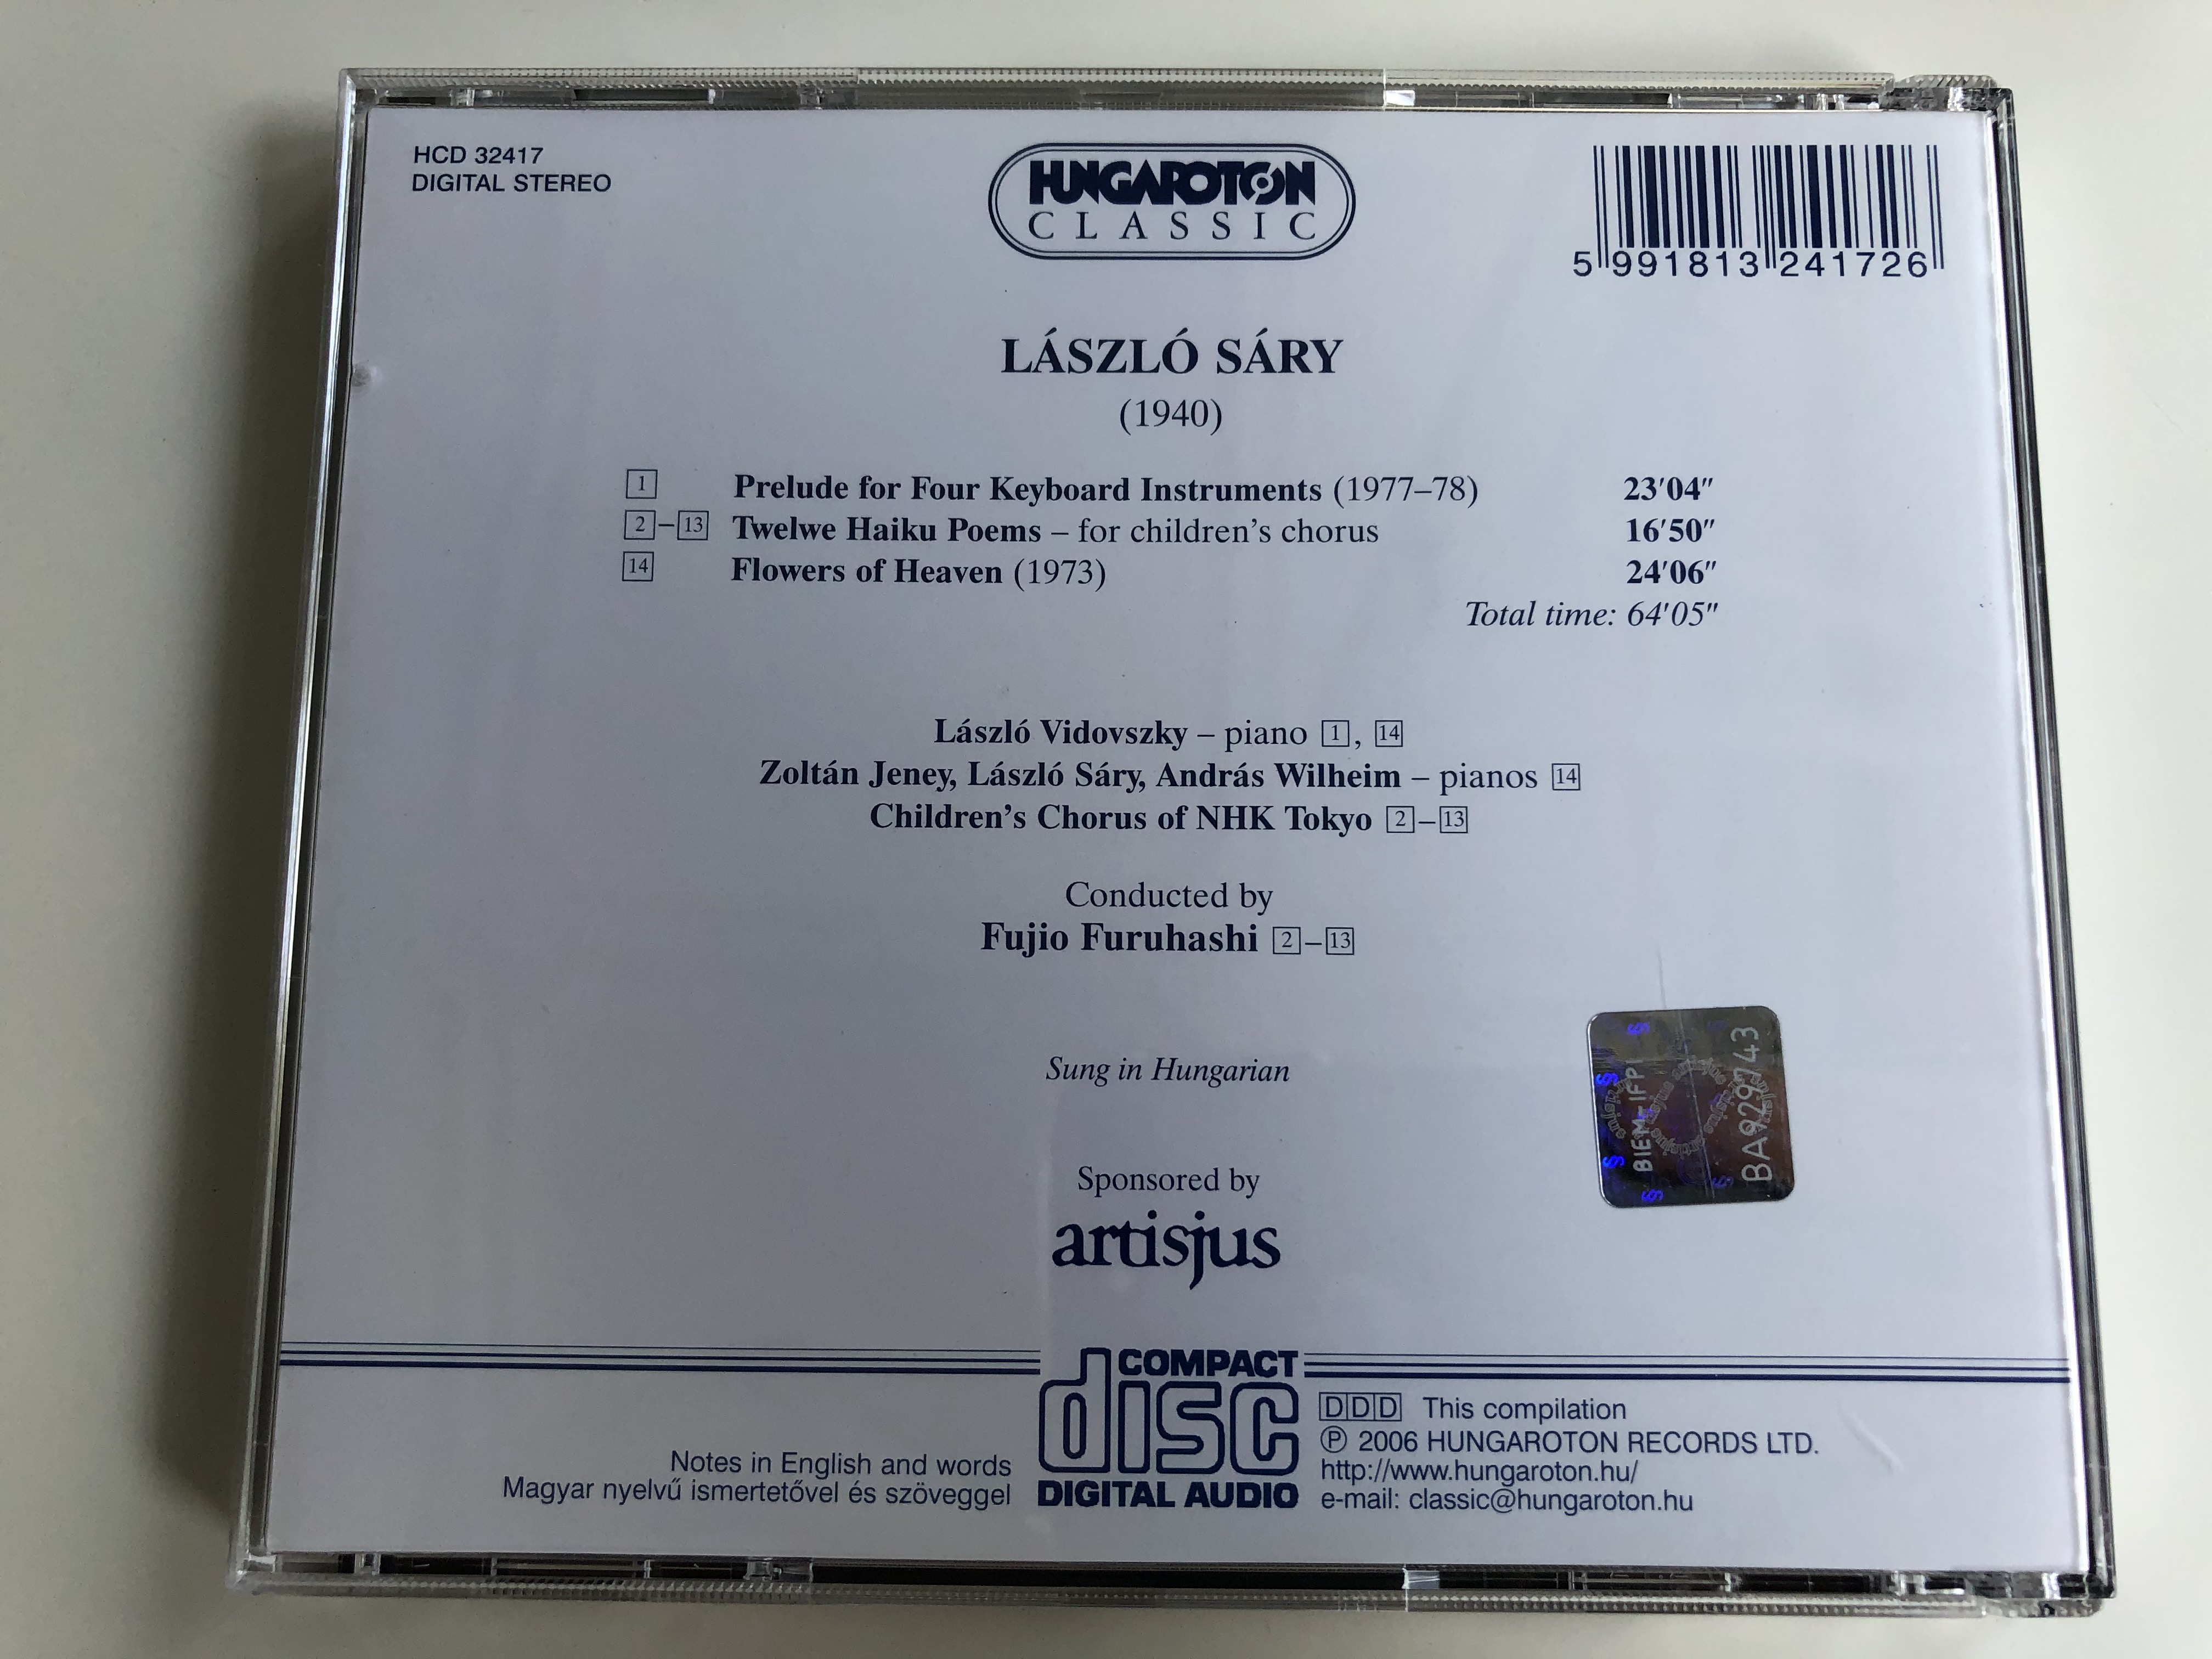 HCD 32417
DIGITAL STEREO
HUNGAROTON
CLASSIC
5 991813 241726
LÁSZLÓ SÁRY
(1940)
1 Prelude for Four Keyboard Instruments (1977–78) 23'04"
2–13 Twelwe Haiku Poems – for children's chorus 16'50"
14 Flowers of Heaven (1973) 24'06"
Total time: 64'05"
László Vidovszky – piano 1, 14
Zoltán Jeney, László Sáry, András Wilheim – pianos 14
Children's Chorus of NHK Tokyo 2–13
Conducted by
Fujio Furuhashi 2–13
Sung in Hungarian
BIEM-IFPI
BA929743
Sponsored by
artisjus
COMPACT
disc
DIGITAL AUDIO
Notes in English and words
Magyar nyelvű ismertetővel és szöveggel
DDD This compilation
℗ 2006 HUNGAROTON RECORDS LTD.
http://www.hungaroton.hu/
e-mail: classic@hungaroton.hu